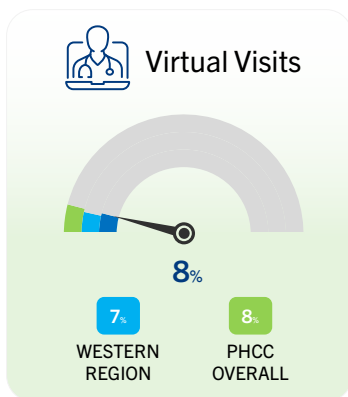 Virtual Visits
8%
7%
8%
WESTERN
REGION
PHCC
OVERALL